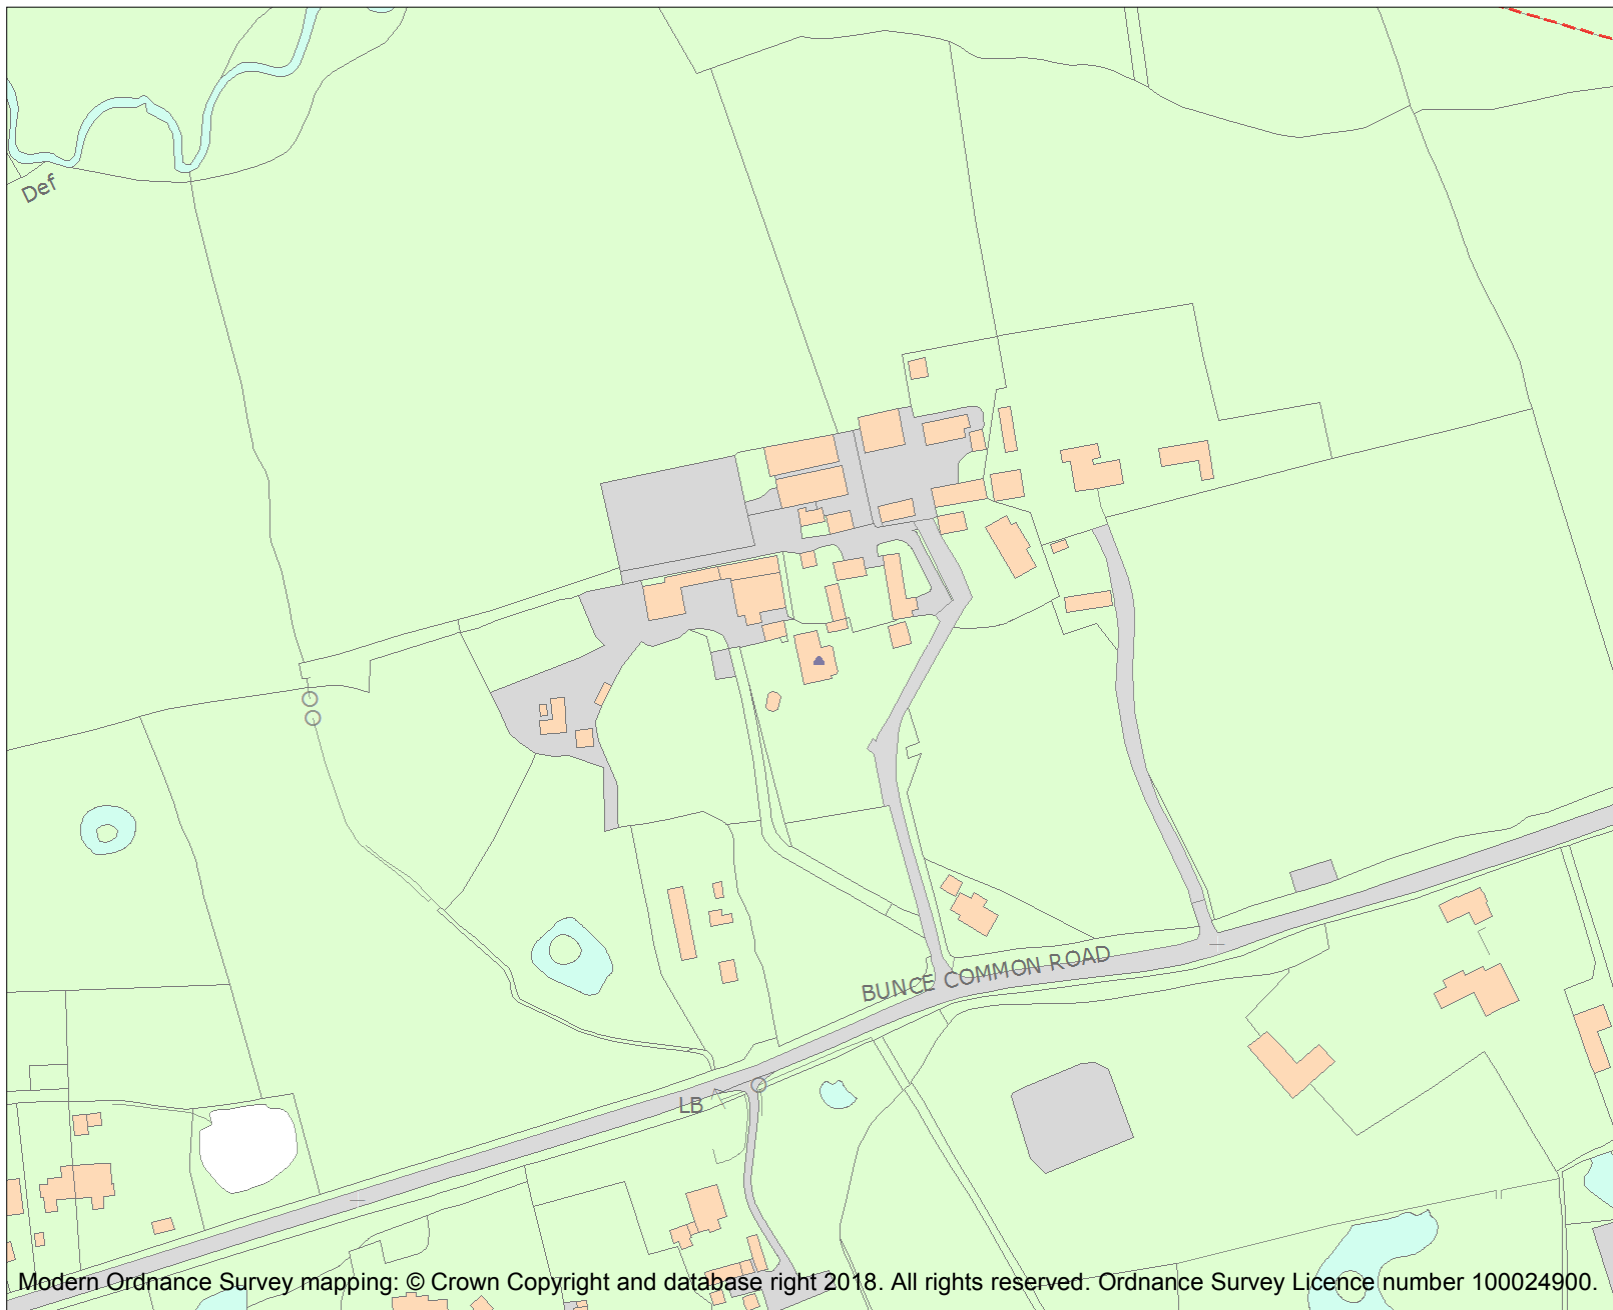 Def
BUNCE COMMON ROAD
LB
Modern Ordnance Survey mapping: © Crown Copyright and database right 2018. All rights reserved. Ordnance Survey Licence number 100024900.